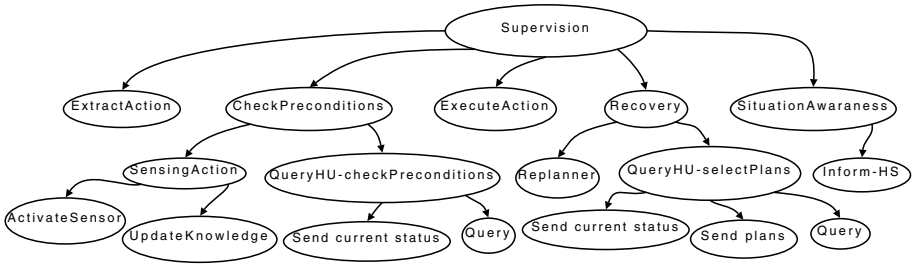 Supervision
ExtractAction
CheckPreconditions
ExecuteAction
Recovery
SituationAwaraness
SensingAction
QueryHU-checkPreconditions
Replanner
QueryHU-selectPlans
Inform-HS
ActivateSensor
UpdateKnowledge
Send current status
Query
Send current status
Send plans
Query